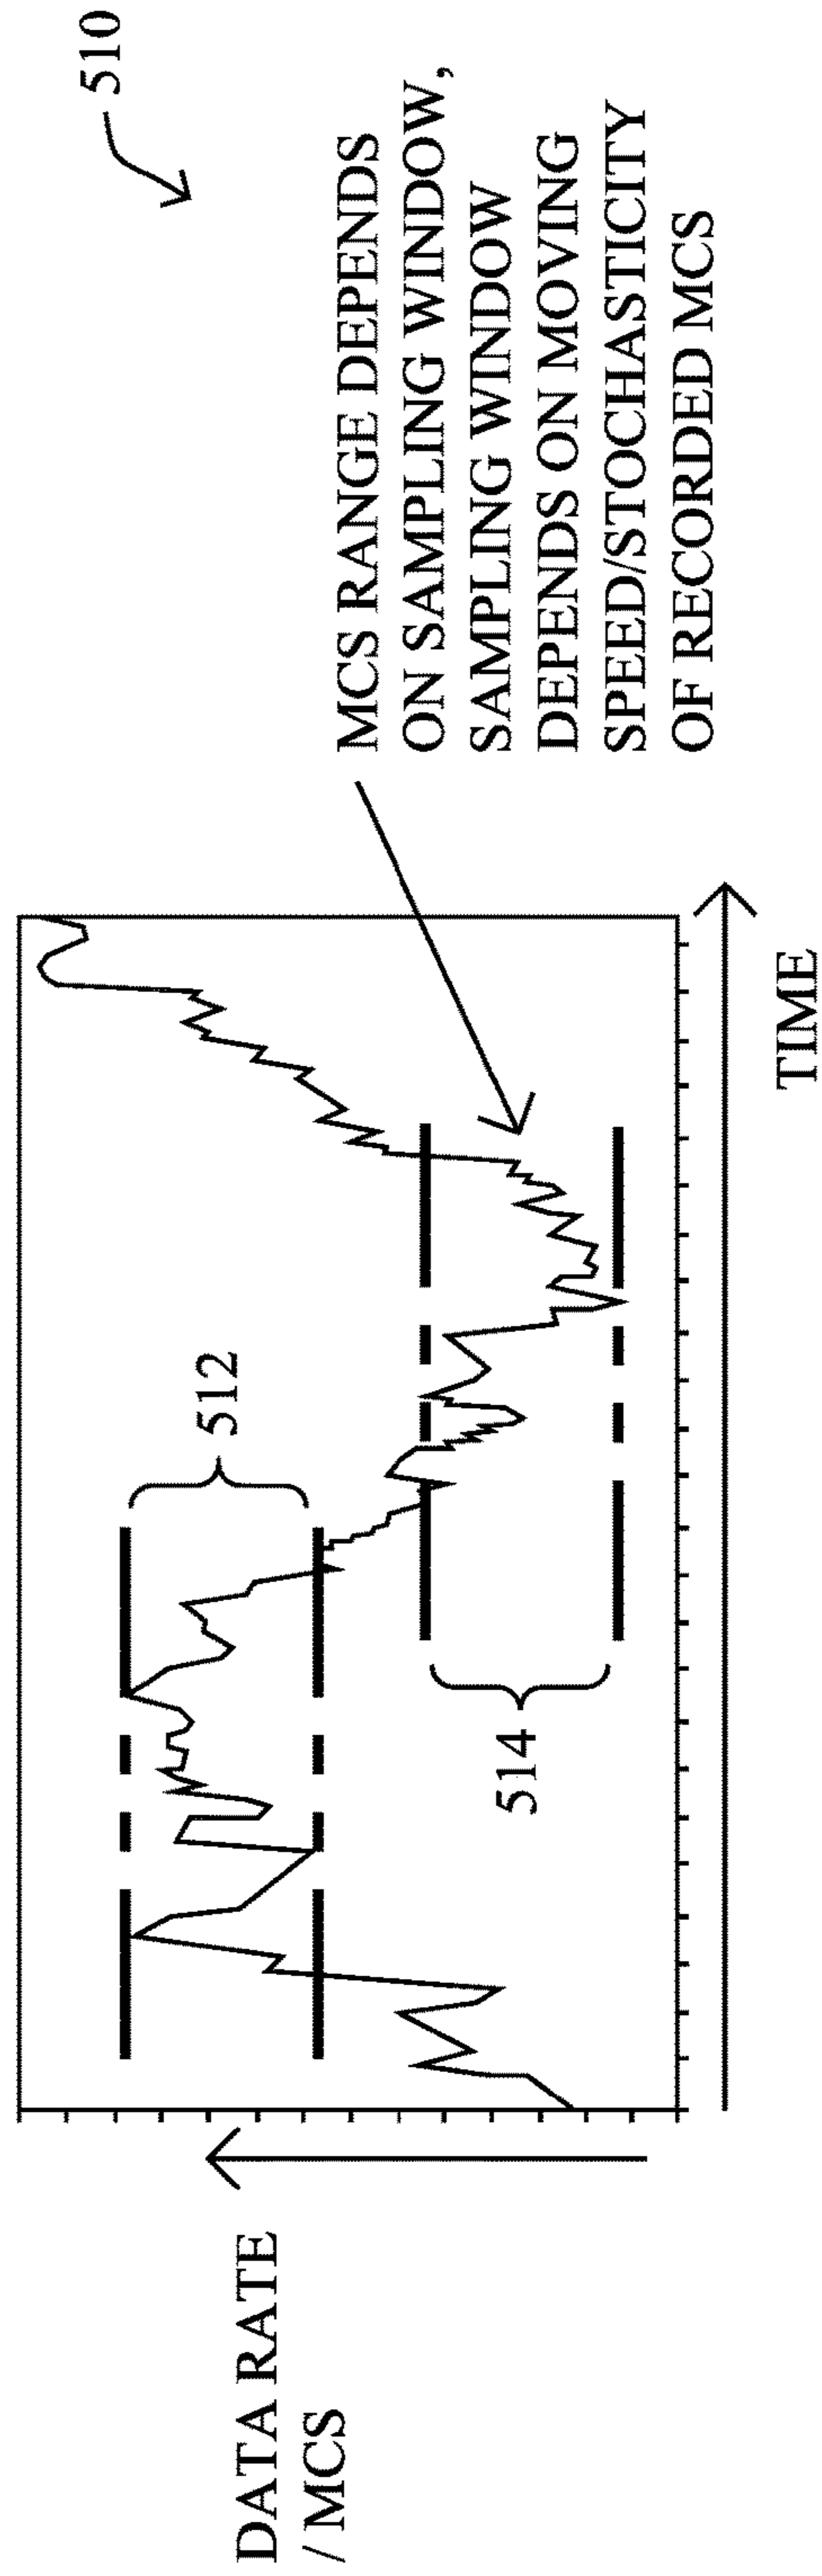 510
MCS RANGE DEPENDS
ON SAMPLING WINDOW,
SAMPLING WINDOW
DEPENDS ON MOVING
SPEED/STOCHASTICITY
OF RECORDED MCS
512
514
DATA RATE
/ MCS
TIME